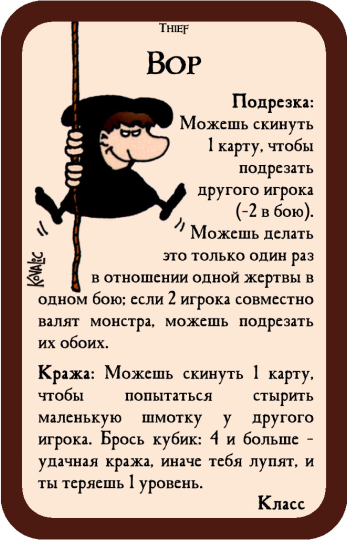 Thief
Вор
Подрезка:
Можешь скинуть
1 карту, чтобы
подрезать
другого игрока
(-2 в бою).
Можешь делать
это только один раз
в отношении одной жертвы в
одном бою; если 2 игрока совместно
валят монстра, можешь подрезать
их обоих.
Кража: Можешь скинуть 1 карту,
чтобы попытаться стырить
маленькую шмотку у другого
игрока. Брось кубик: 4 и больше -
удачная кража, иначе тебя лупят, и
ты теряешь 1 уровень.
Класс
Kovalic